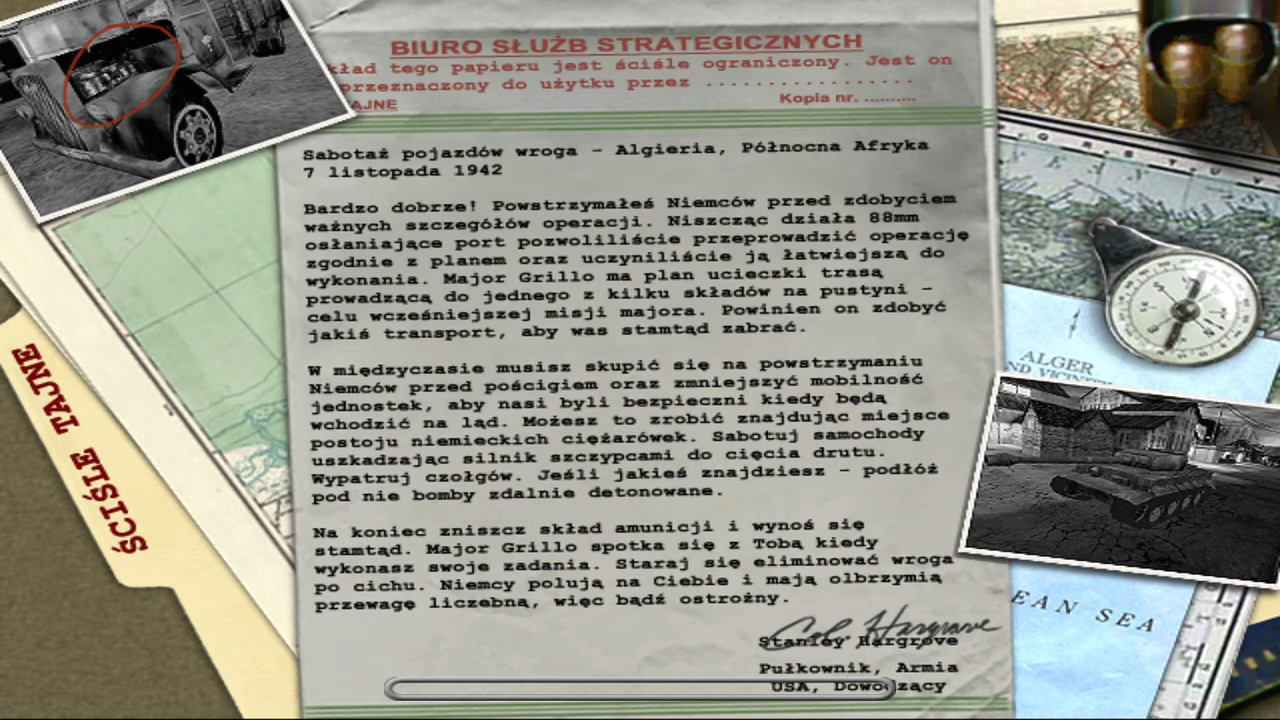 BIURO SŁUŻB STRATEGICZNYCH
kład tego papieru jest ściśle ograniczony. Jest on
przeznaczony do użytku przez ................
AJNE Kopia nr. ..........
Sabotaż pojazdów wroga - Algieria, Północna Afryka
7 listopada 1942
Bardzo dobrze! Powstrzymałeś Niemców przed zdobyciem
ważnych szczegółów operacji. Niszcząc działa 88mm
osłaniające port pozwoliliście przeprowadzić operację
zgodnie z planem oraz uczyniliście ją łatwiejszą do
wykonania. Major Grillo ma plan ucieczki trasą
prowadzącą do jednego z kilku składów na pustyni -
celu wcześniejszej misji majora. Powinien on zdobyć
jakiś transport, aby was stamtąd zabrać.
W międzyczasie musisz skupić się na powstrzymaniu
Niemców przed pościgiem oraz zmniejszyć mobilność
jednostek, aby nasi byli bezpieczni kiedy będą
wchodzić na ląd. Możesz to zrobić znajdując miejsce
postoju niemieckich ciężarówek. Sabotuj samochody
uszkadzając silnik szczypcami do cięcia drutu.
Wypatruj czołgów. Jeśli jakieś znajdziesz - podłóż
pod nie bomby zdalnie detonowane.
Na koniec zniszcz skład amunicji i wynoś się
stamtąd. Major Grillo spotka się z Tobą kiedy
wykonasz swoje zadania. Staraj się eliminować wroga
po cichu. Niemcy polują na Ciebie i mają olbrzymią
przewagę liczebną, więc bądź ostrożny.
Col Hargrove
Stanley Hargrove
Pułkownik, Armia
USA, Dowodzący
ŚCIŚLE TAJNE
ALGER
ND VICINITY
EAN SEA